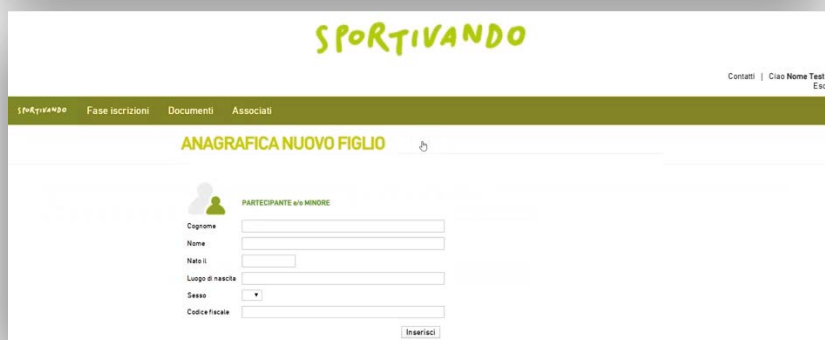 SPORTIVANDO
Contatti | Ciao Nome Test
Esc
SPORTIVANDO Fase iscrizioni Documenti Associati
ANAGRAFICA NUOVO FIGLIO
PARTECIPANTE e/o MINORE
Cognome
Nome
Nato il
Luogo di nascita
Sesso
Codice fiscale
Inserisci